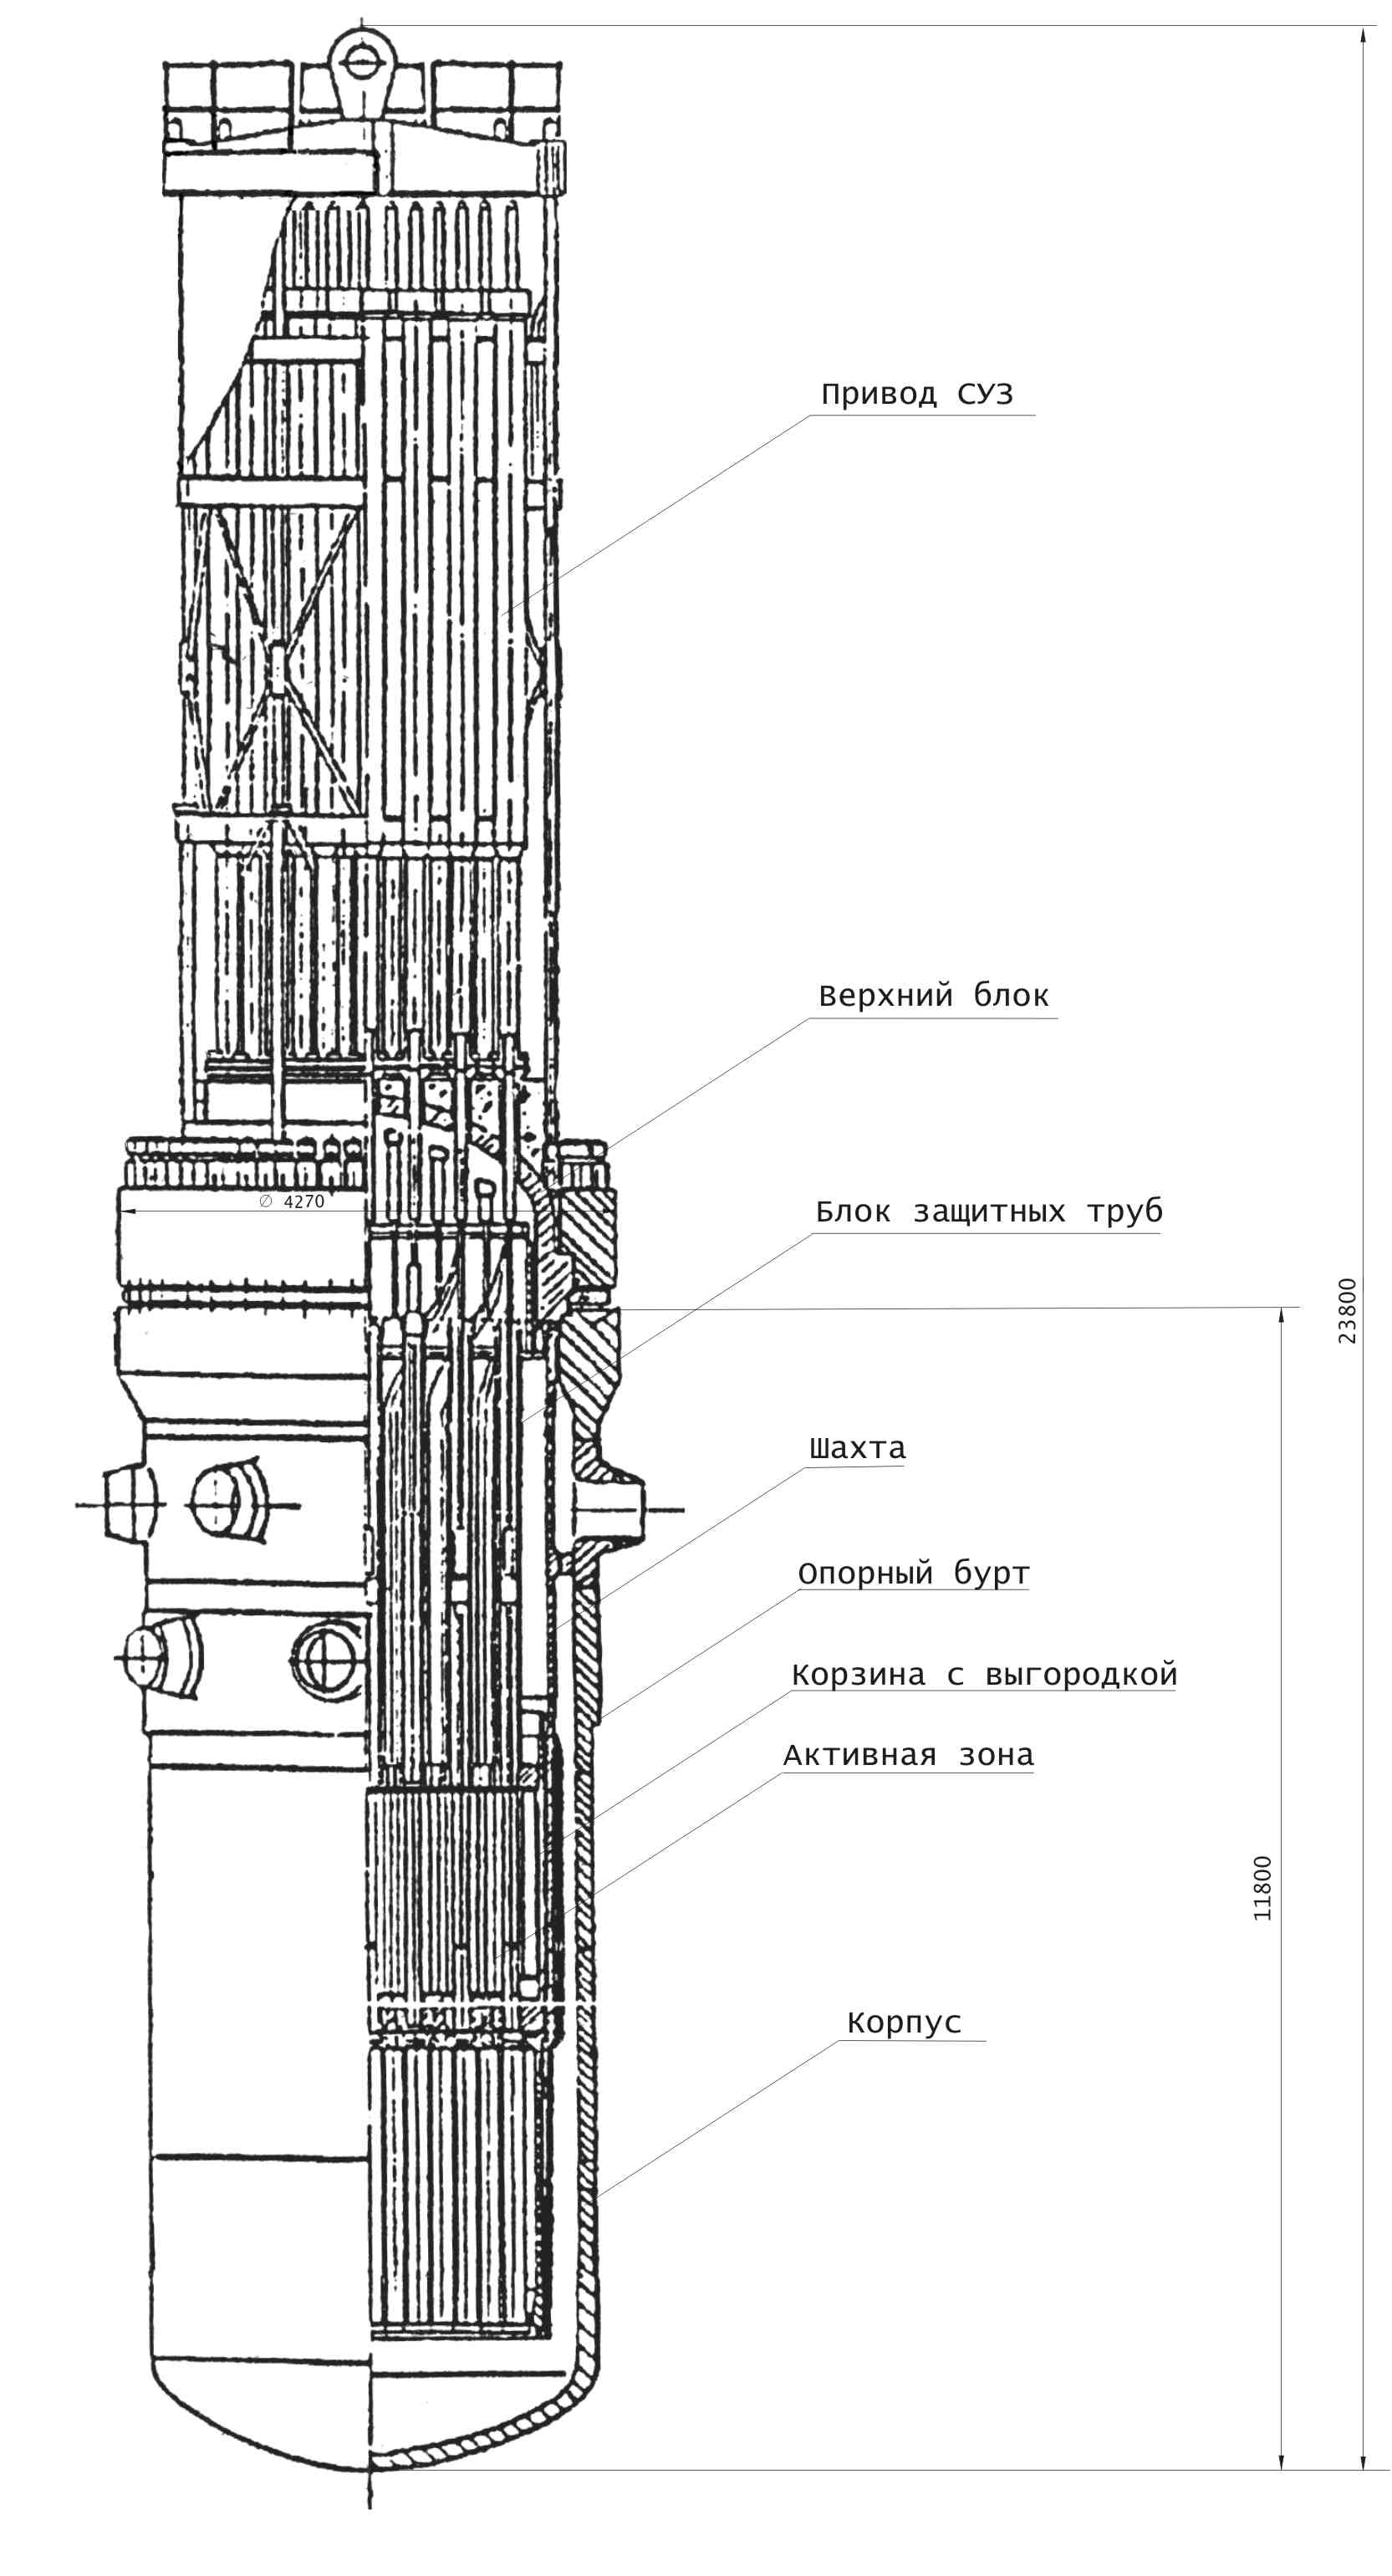 Привод СУЗ
Верхний блок
∅ 4270
Блок защитных труб
23800
Шахта
Опорный бурт
Корзина с выгородкой
Активная зона
11800
Корпус